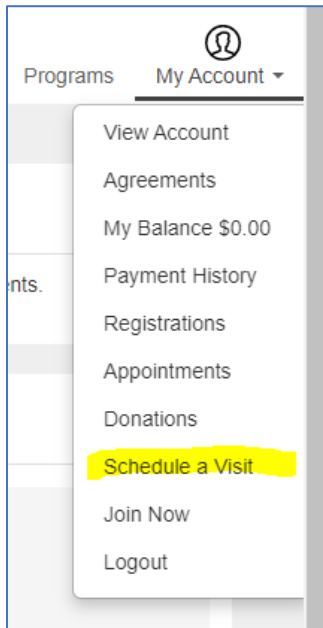 Programs My Account
View Account
Agreements
My Balance $0.00
nts.
Payment History
Registrations
Appointments
Donations
Schedule a Visit
Join Now
Logout